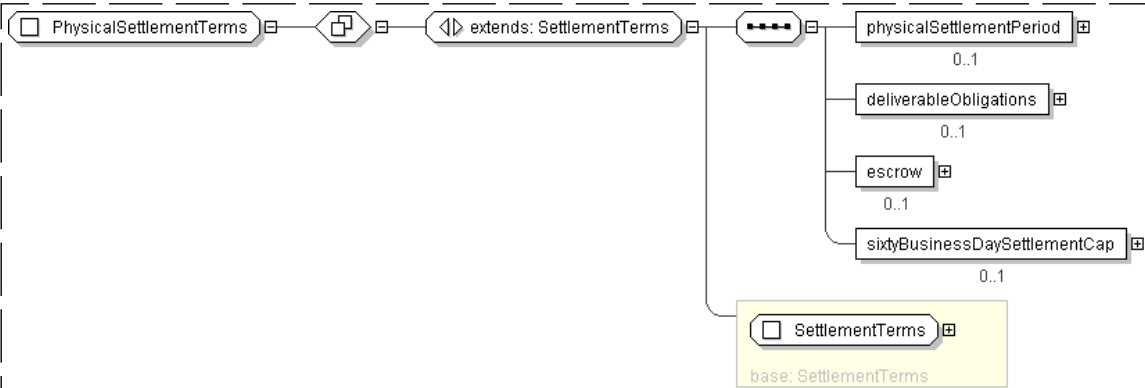 PhysicalSettlementTerms extends: SettlementTerms physicalSettlementPeriod
0..1
deliverableObligations
0..1
escrow
0..1
sixtyBusinessDaySettlementCap
0..1
SettlementTerms
base: SettlementTerms